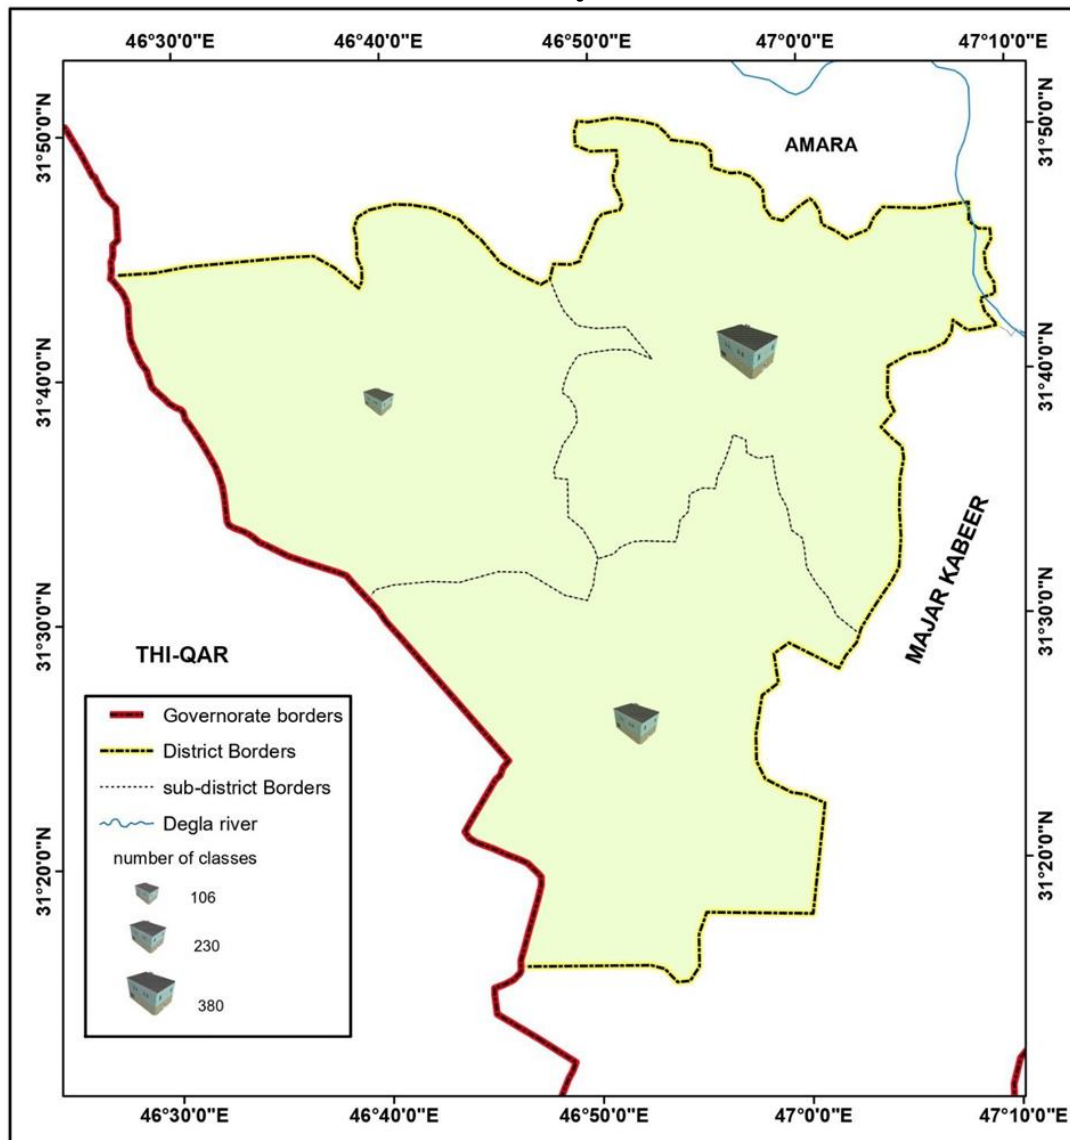 46°30'0"E 46°40'0"E 46°50'0"E 47°0'0"E 47°10'0"E
31°50'0"N
31°50'0"N
AMARA
31°40'0"N
31°40'0"N
MAJAR KABEER
31°30'0"N
31°30'0"N
THI-QAR
Governorate borders
District Borders
sub-district Borders
Degla river
number of classes
106
230
380
31°20'0"N
31°20'0"N
46°30'0"E 46°40'0"E 46°50'0"E 47°0'0"E 47°10'0"E